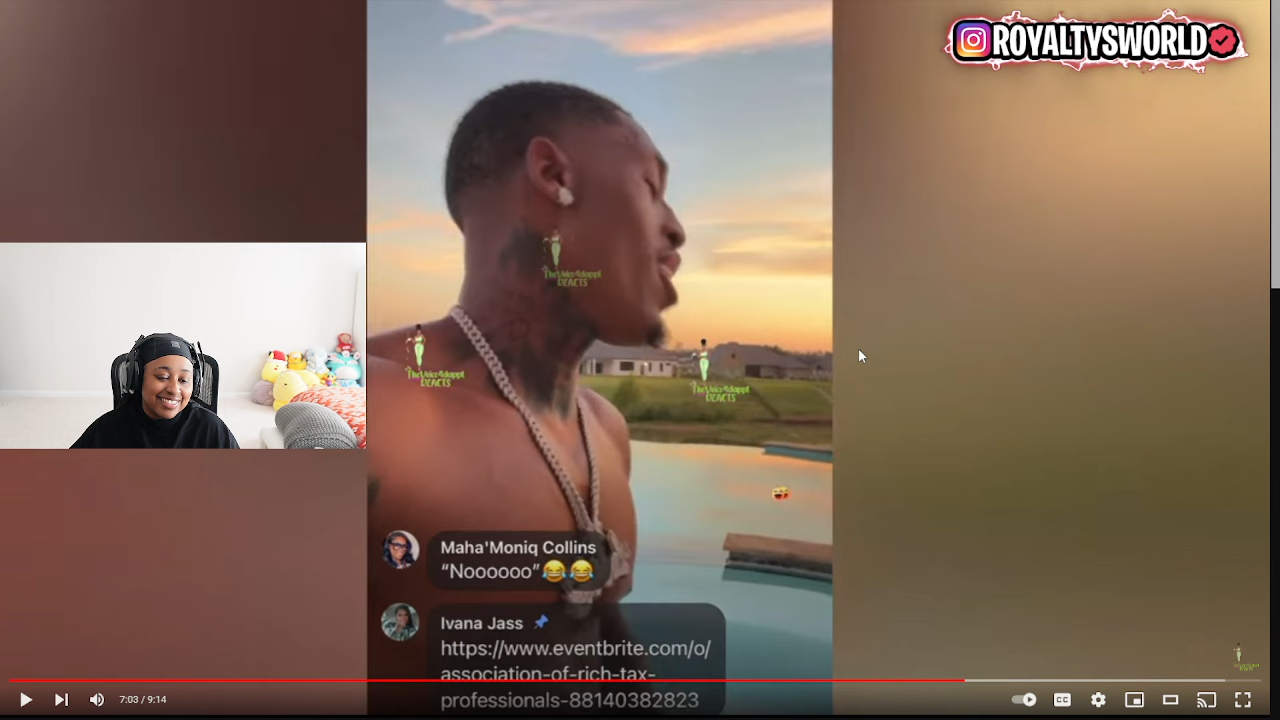 ROYALTYSWORLD
TheVoice4dappl
REACTS
TheVoice4dappl
REACTS
TheVoice4dappl
REACTS
Maha'Moniq Collins
“Noooooo”😂😂
Ivana Jass 📌
https://www.eventbrite.com/o/
association-of-rich-tax-
professionals-88140382823
7:03 / 9:14
CC